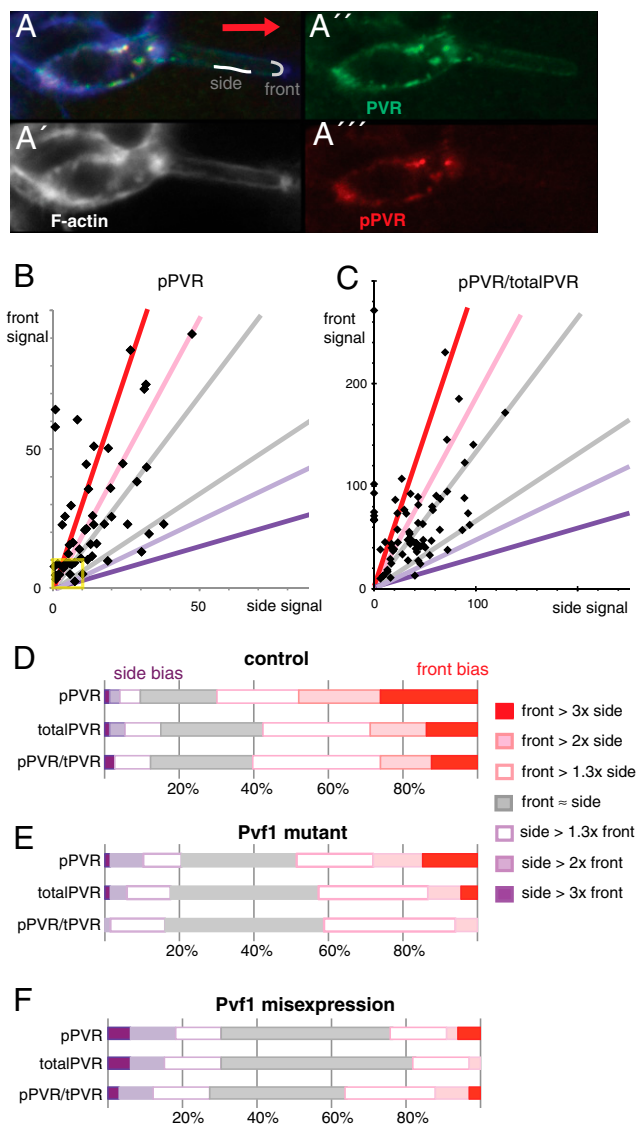 A
side
front
A´´
PVR
A´
F-actin
A´´´
pPVR
B
pPVR
front
signal
50
0
0
50
side signal
C
pPVR/totalPVR
front
signal
200
100
0
0
100
side signal
D
control
side bias
front bias
pPVR
totalPVR
pPVR/tPVR
20% 40% 60% 80%
front > 3x side
front > 2x side
front > 1.3x side
front ≈ side
side > 1.3x front
side > 2x front
side > 3x front
E
Pvf1 mutant
pPVR
totalPVR
pPVR/tPVR
20% 40% 60% 80%
F
Pvf1 misexpression
pPVR
totalPVR
pPVR/tPVR
20% 40% 60% 80%